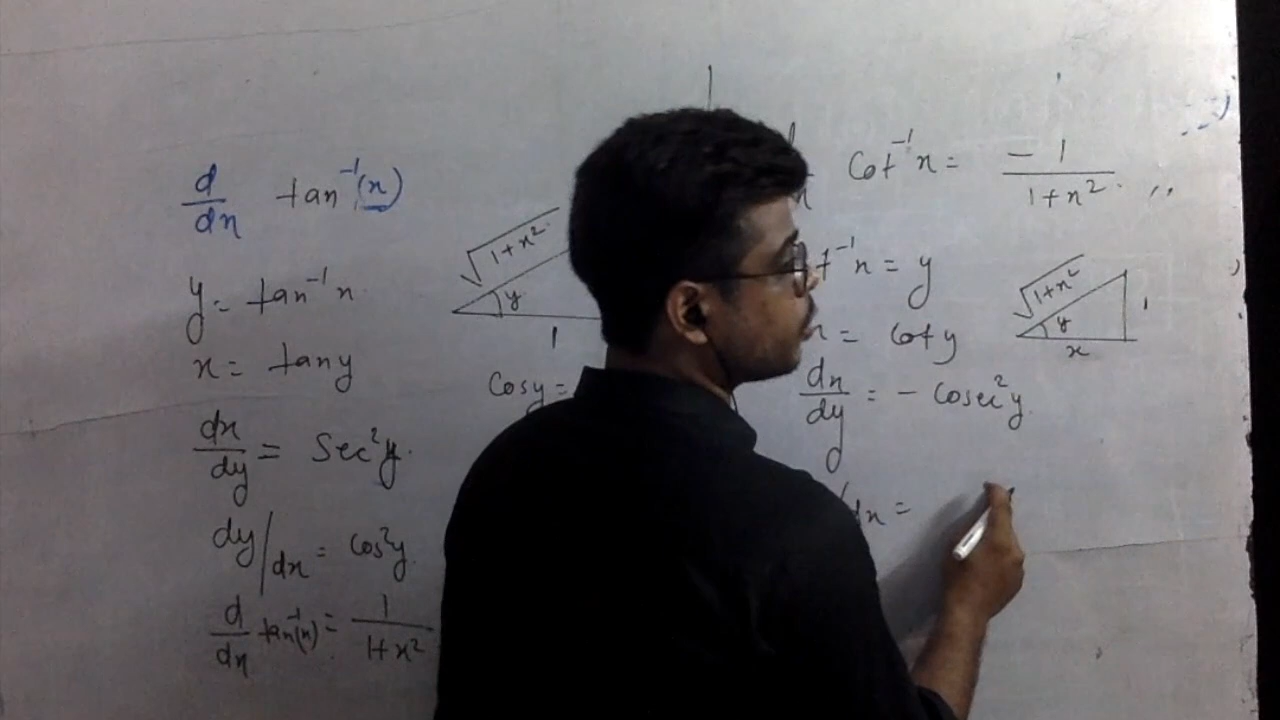 d/dx tan⁻¹(x)
y = tan⁻¹x
x = tany
dx/dy = Sec²y.
dy/dx = cos²y
d/dx tan⁻¹(x) = 1/1+x²
√1+x²
y
1
Cosy =
Cot⁻¹x = -1/1+x²
t⁻¹x = y
x = Coty
dx/dy = - Cosec²y
dx =
√1+x²
y
1
x